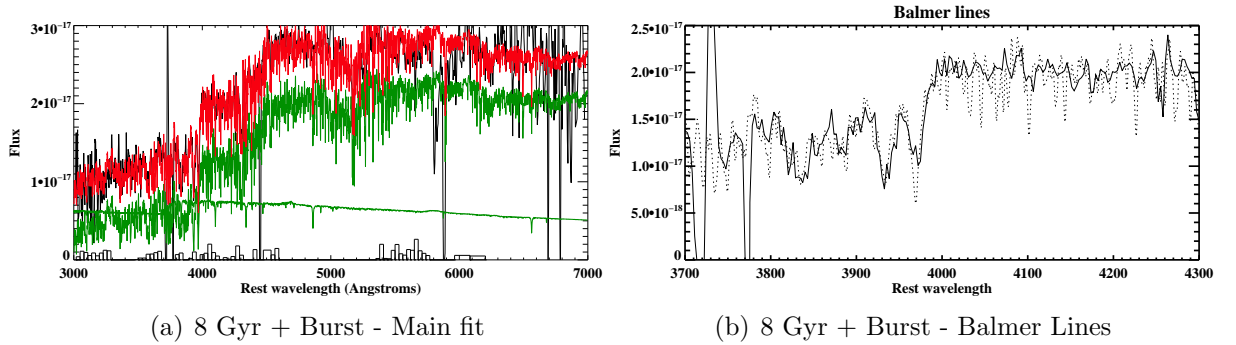 3•10⁻¹⁷
2•10⁻¹⁷
1•10⁻¹⁷
0
Flux
3000 4000 5000 6000 7000
Rest wavelength (Angstroms)
(a) 8 Gyr + Burst - Main fit
Balmer lines
2.5•10⁻¹⁷
2.0•10⁻¹⁷
1.5•10⁻¹⁷
1.0•10⁻¹⁷
5.0•10⁻¹⁸
0
Flux
3700 3800 3900 4000 4100 4200 4300
Rest wavelength
(b) 8 Gyr + Burst - Balmer Lines